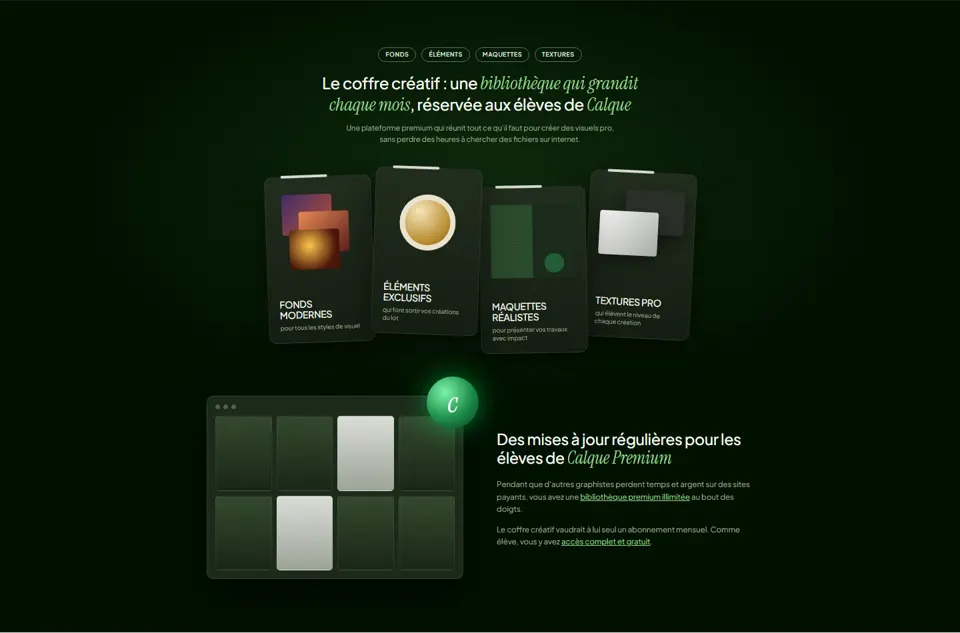 FONDS
ÉLÉMENTS
MAQUETTES
TEXTURES
Le coffre créatif : une bibliothèque qui grandit
chaque mois, réservée aux élèves de Calque
Une plateforme premium qui réunit tout ce qu'il faut pour créer des visuels pro,
sans perdre des heures à chercher des fichiers sur internet.
FONDS
MODERNES
pour tous les styles de visuel
ÉLÉMENTS
EXCLUSIFS
qui font sortir vos créations
du lot
MAQUETTES
RÉALISTES
pour présenter vos travaux
avec impact
TEXTURES PRO
qui élèvent le niveau de
chaque création
C
Des mises à jour régulières pour les
élèves de Calque Premium
Pendant que d'autres graphistes perdent temps et argent sur des sites
payants, vous avez une bibliothèque premium illimitée au bout des
doigts.
Le coffre créatif vaudrait à lui seul un abonnement mensuel. Comme
élève, vous y avez accès complet et gratuit.